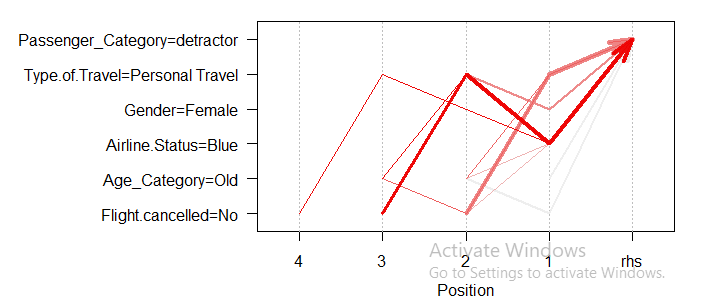 Passenger_Category=detractor
Type.of.Travel=Personal Travel
Gender=Female
Airline.Status=Blue
Age_Category=Old
Flight.cancelled=No
Activate Windows
4 3 2 1 rhs
Go to Settings to activate Windows.
Position